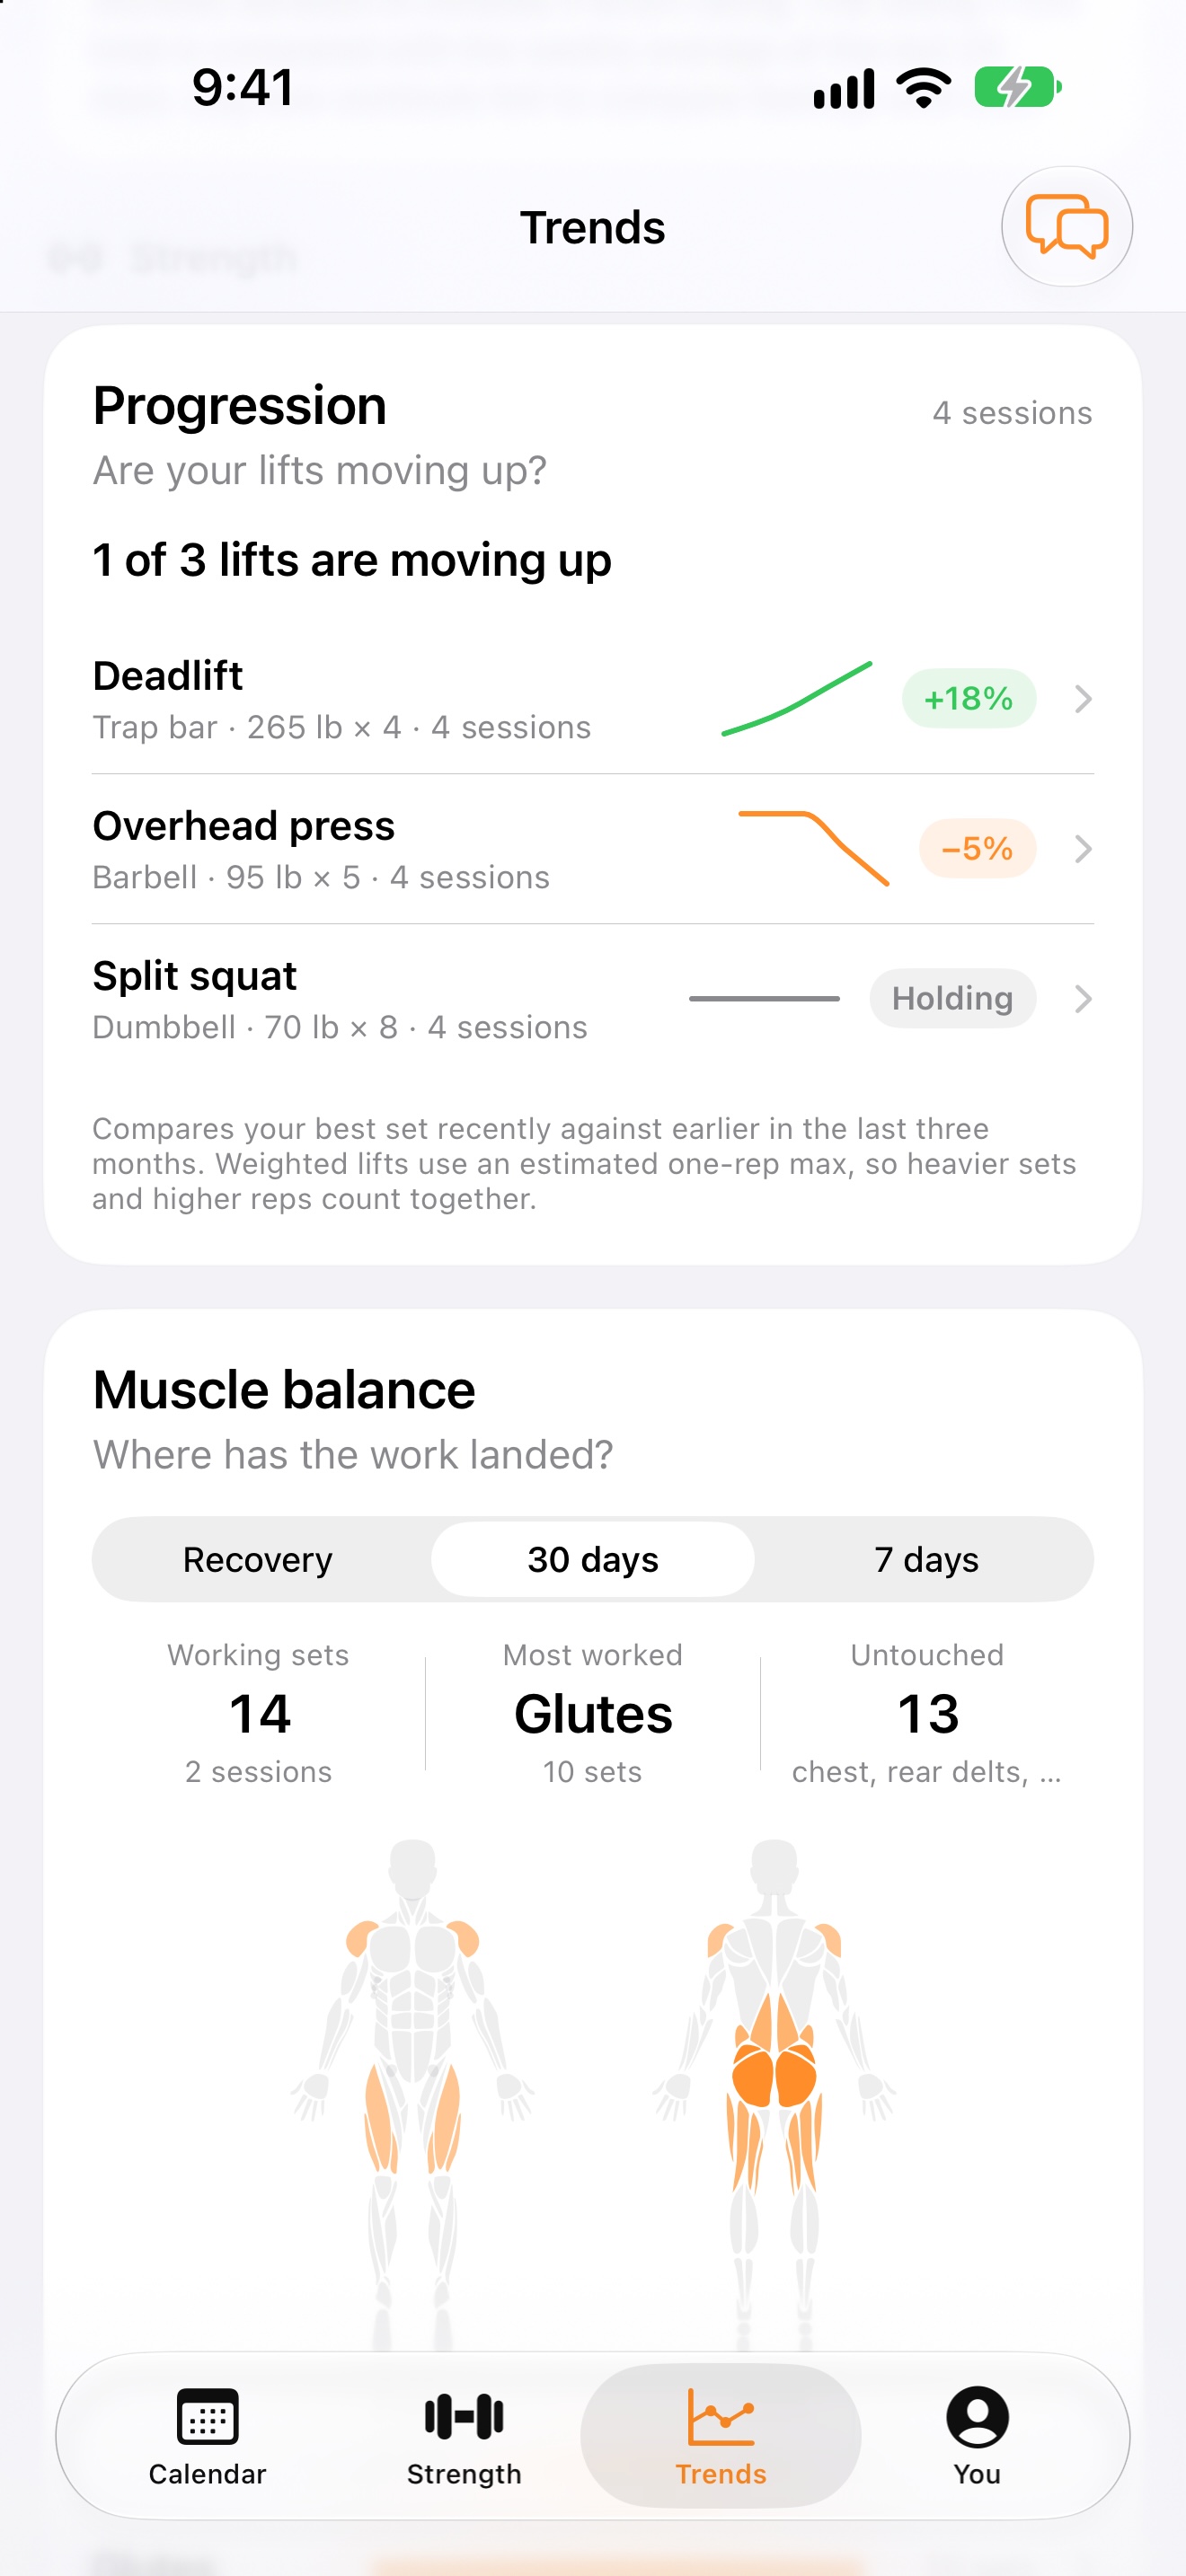 9:41
Trends
Strength
Progression
4 sessions
Are your lifts moving up?
1 of 3 lifts are moving up
Deadlift
Trap bar · 265 lb × 4 · 4 sessions
+18%
Overhead press
Barbell · 95 lb × 5 · 4 sessions
–5%
Split squat
Dumbbell · 70 lb × 8 · 4 sessions
Holding
Compares your best set recently against earlier in the last three
months. Weighted lifts use an estimated one-rep max, so heavier sets
and higher reps count together.
Muscle balance
Where has the work landed?
Recovery
30 days
7 days
Working sets
14
2 sessions
Most worked
Glutes
10 sets
Untouched
13
chest, rear delts, ...
Calendar
Strength
Trends
You